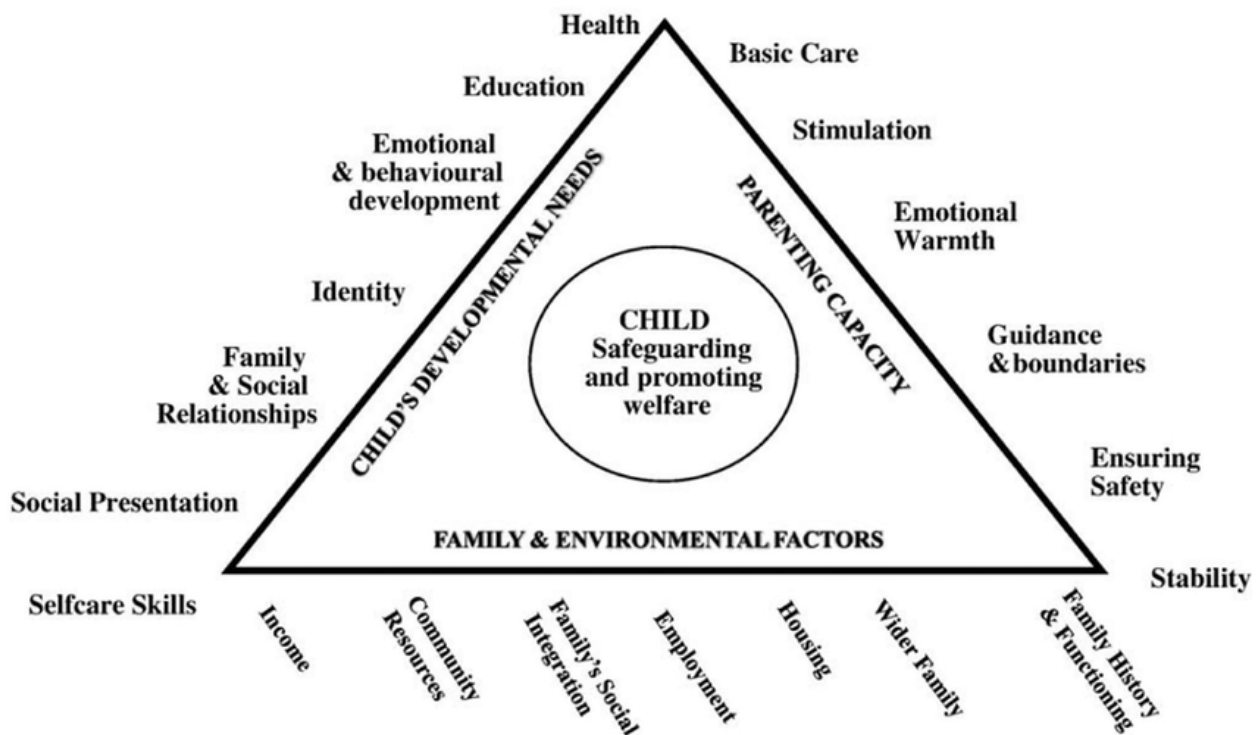 Health
Education
Emotional
& behavioural
development
Identity
Family
& Social
Relationships
Social Presentation
Selfcare Skills
CHILD'S DEVELOPMENTAL NEEDS
Basic Care
Stimulation
Emotional
Warmth
Guidance
& boundaries
Ensuring
Safety
Stability
PARENTING CAPACITY
CHILD
Safeguarding
and promoting
welfare
FAMILY & ENVIRONMENTAL FACTORS
Income
Community
Resources
Family's Social
Integration
Employment
Housing
Wider Family
Family History
& Functioning